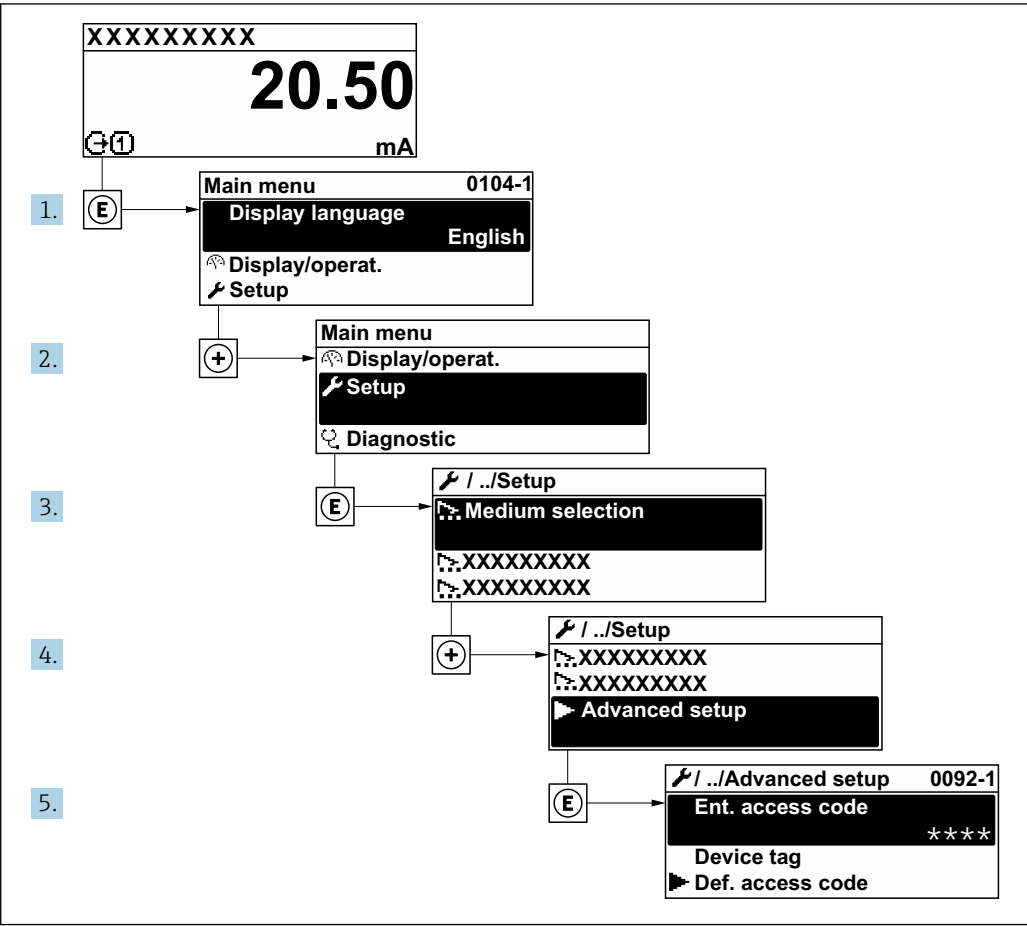 XXXXXXXXX
20.50
1
mA
1.
E
Main menu 0104-1
Display language
English
Display/operat.
Setup
2.
+
Main menu
Display/operat.
Setup
Diagnostic
3.
E
/ ../Setup
Medium selection
XXXXXXXXX
XXXXXXXXX
4.
+
/ ../Setup
XXXXXXXXX
XXXXXXXXX
Advanced setup
5.
E
/ ../Advanced setup 0092-1
Ent. access code
****
Device tag
Def. access code